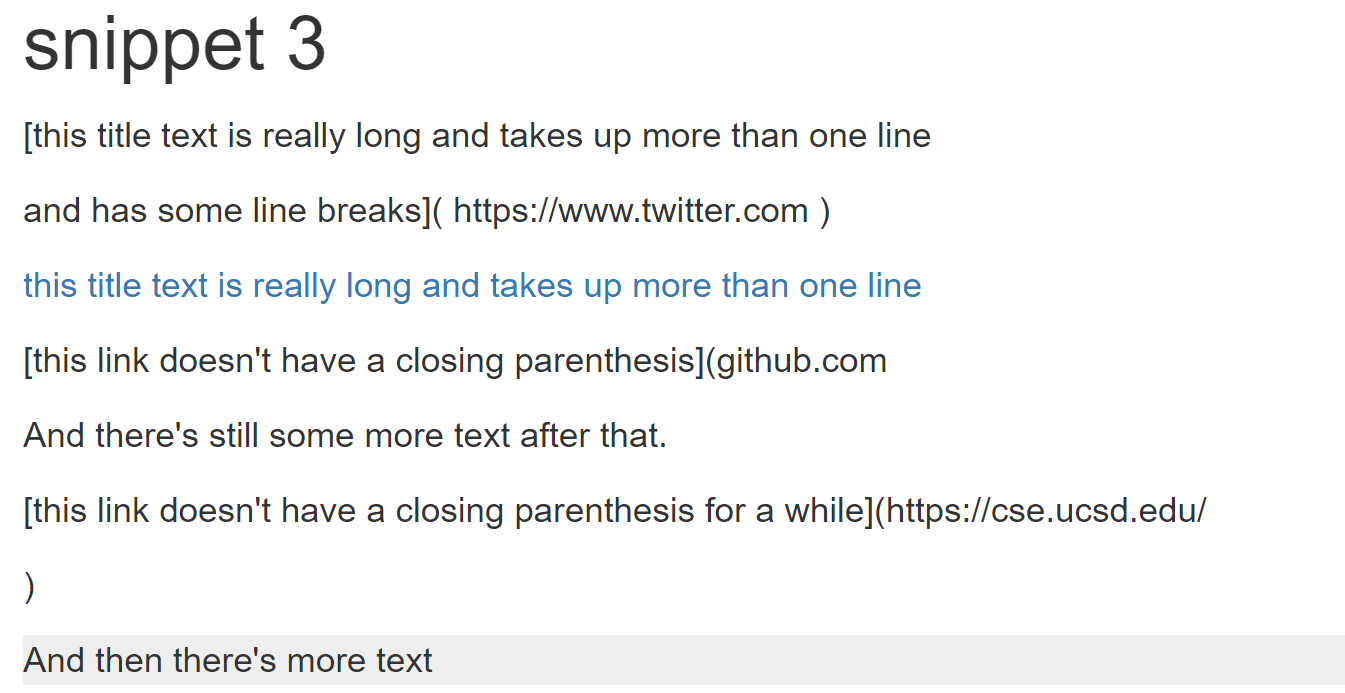 snippet 3
[this title text is really long and takes up more than one line
and has some line breaks]( https://www.twitter.com )
this title text is really long and takes up more than one line
[this link doesn't have a closing parenthesis](github.com
And there's still some more text after that.
[this link doesn't have a closing parenthesis for a while](https://cse.ucsd.edu/
)
And then there's more text